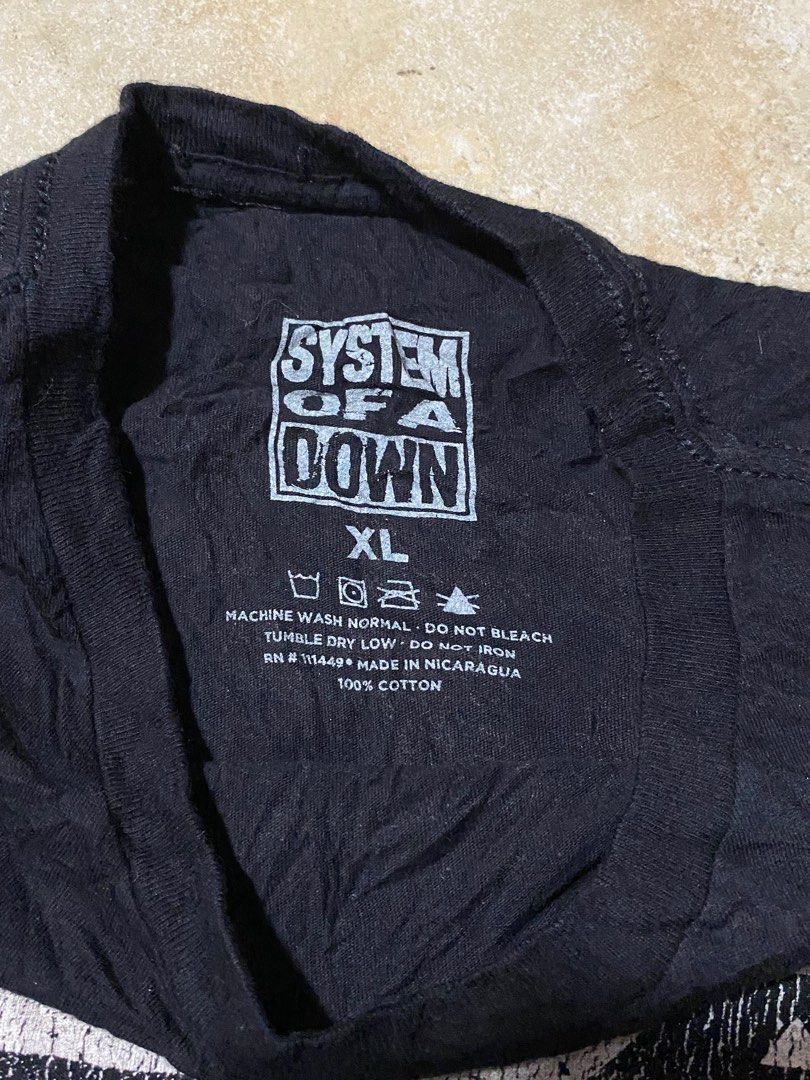 SYSTEM
OF A
DOWN
XL
MACHINE WASH NORMAL · DO NOT BLEACH
TUMBLE DRY LOW · DO NOT IRON
RN # 111449• MADE IN NICARAGUA
100% COTTON